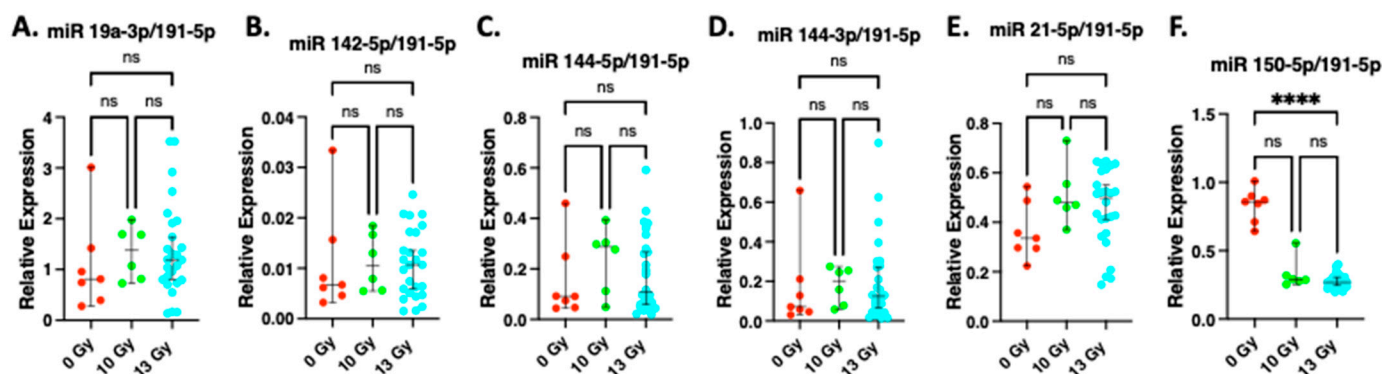 A.
miR 19a-3p/191-5p
ns
ns
ns
Relative Expression
4
3
2
1
0
0 Gy
10 Gy
13 Gy
B.
miR 142-5p/191-5p
ns
ns
ns
Relative Expression
0.04
0.03
0.02
0.01
0.00
0 Gy
10 Gy
13 Gy
C.
miR 144-5p/191-5p
ns
ns
ns
Relative Expression
0.8
0.6
0.4
0.2
0.0
0 Gy
10 Gy
13 Gy
D.
miR 144-3p/191-5p
ns
ns
ns
Relative Expression
1.0
0.8
0.6
0.4
0.2
0.0
0 Gy
10 Gy
13 Gy
E.
miR 21-5p/191-5p
ns
ns
ns
Relative Expression
0.8
0.6
0.4
0.2
0.0
0 Gy
10 Gy
13 Gy
F.
miR 150-5p/191-5p
****
ns
ns
Relative Expression
1.5
1.0
0.5
0.0
0 Gy
10 Gy
13 Gy